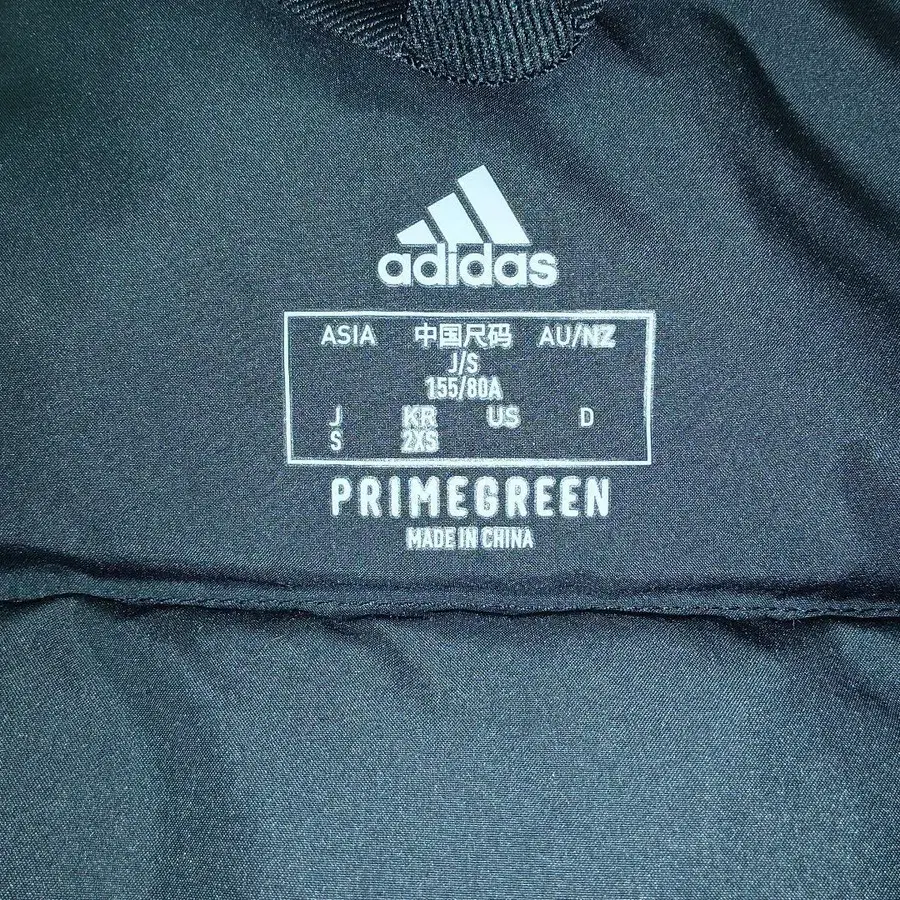 adidas
ASIA 中国尺码 AU/NZ
J/S
155/80A
J KR US D
S 2XS
PRIMEGREEN
MADE IN CHINA